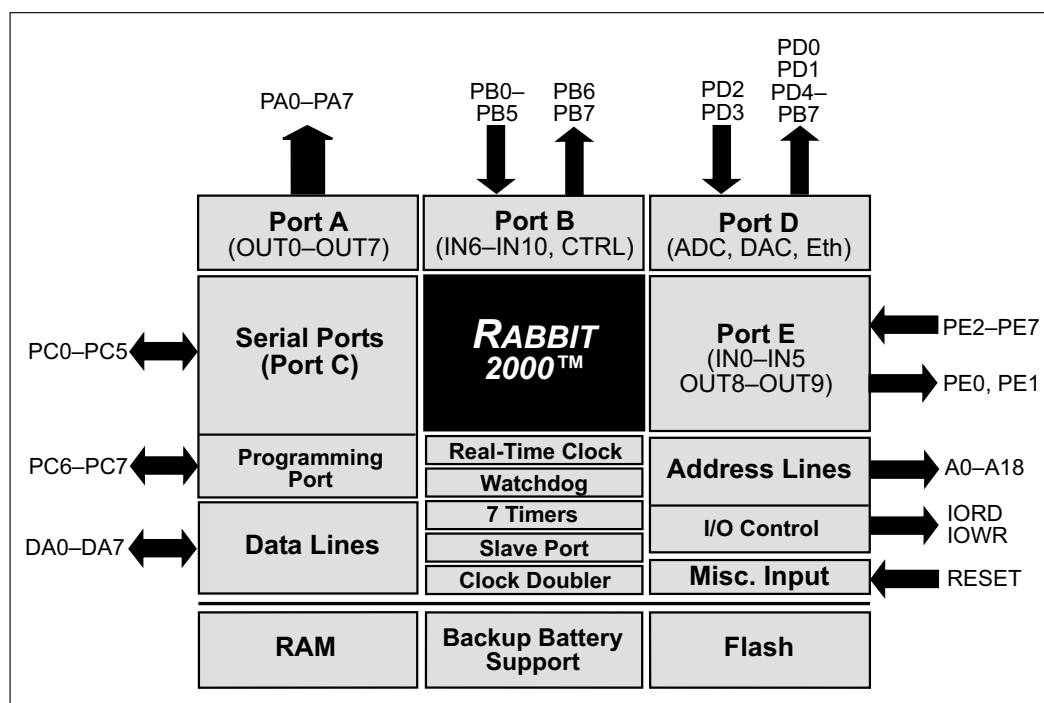 PA0–PA7
PB0–
PB5
PB6
PB7
PD2
PD3
PD0
PD1
PD4–
PB7
Port A
(OUT0–OUT7)
Port B
(IN6–IN10, CTRL)
Port D
(ADC, DAC, Eth)
PC0–PC5
Serial Ports
(Port C)
RABBIT
2000™
Port E
(IN0–IN5
OUT8–OUT9)
PE2–PE7
PE0, PE1
PC6–PC7
Programming
Port
Real-Time Clock
Watchdog
Address Lines
A0–A18
DA0–DA7
Data Lines
7 Timers
Slave Port
Clock Doubler
I/O Control
IORD
IOWR
Misc. Input
RESET
RAM
Backup Battery
Support
Flash